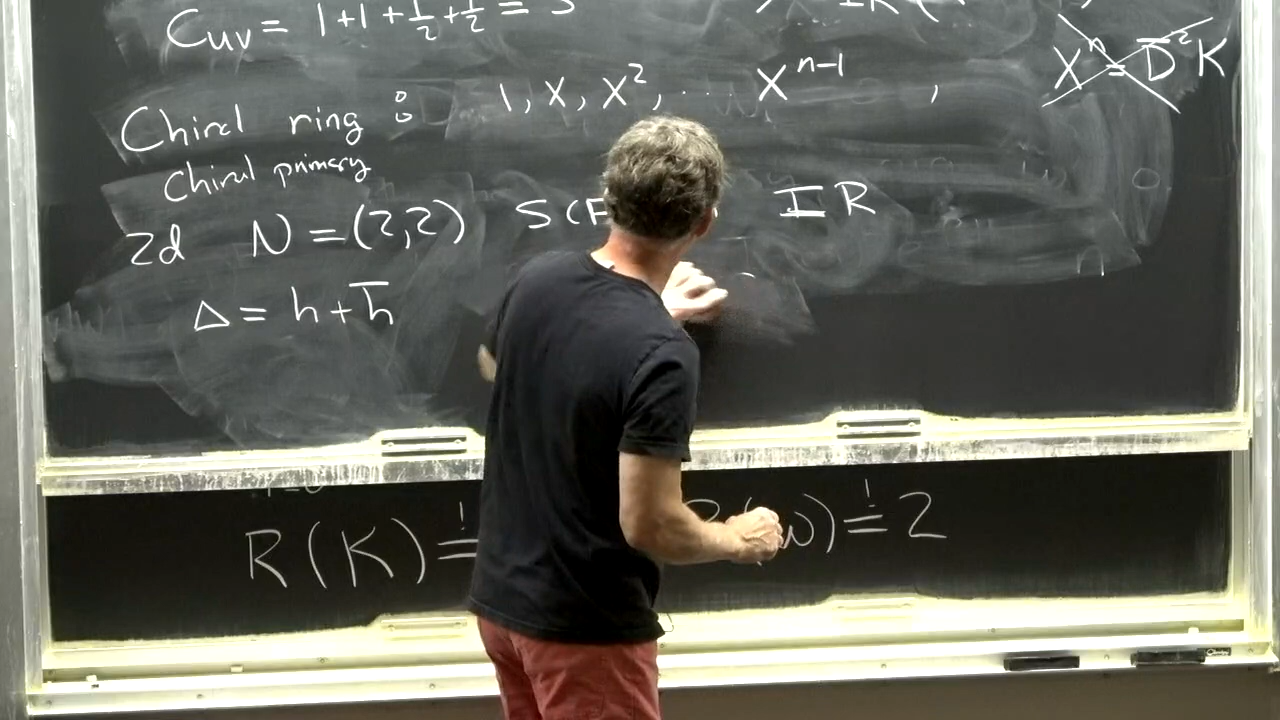 Cuv = 1+1+1/2+1/2 = 3
Chiral ring : 1, X, X², ... X^{n-1} , X^n = D̄²K
Chiral primary
2d N=(2,2) SCF IR
Δ = h + h̄
R(K) =! W) =! 2